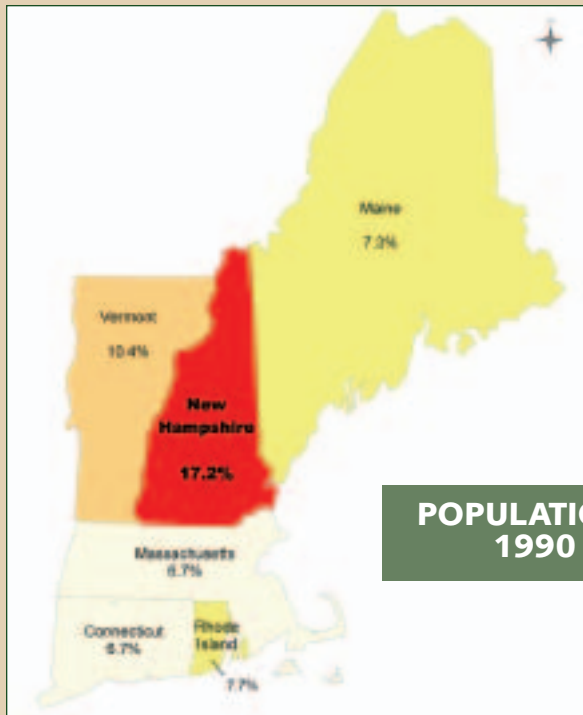 Maine
7.3%
Vermont
10.4%
New
Hampshire
17.2%
POPULATIO
1990
Massachusetts
6.7%
Connecticut
6.7%
Rhode
Island
7.7%